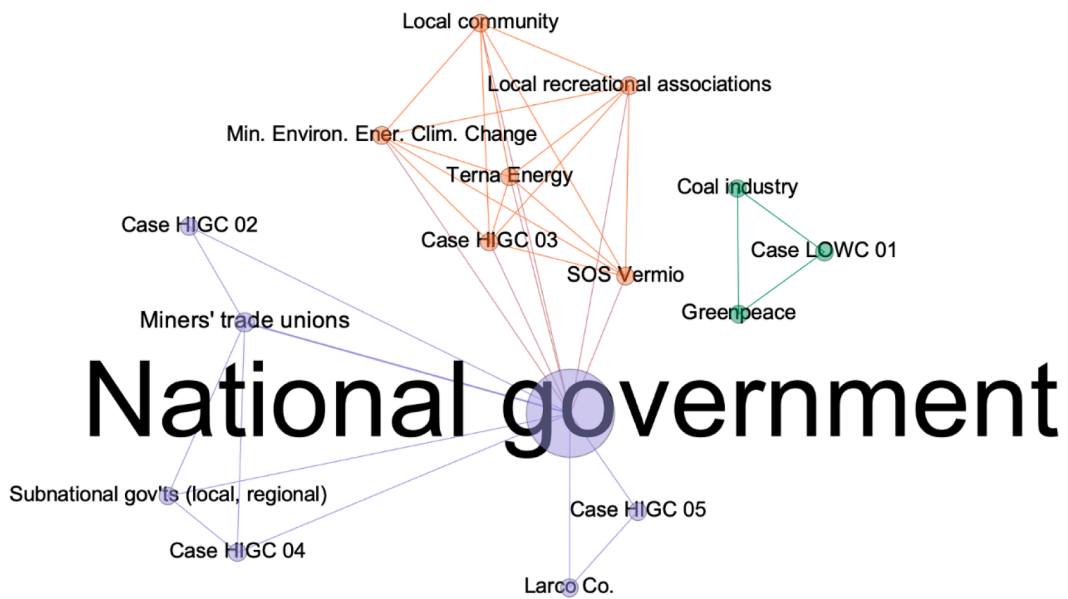 Local community
Local recreational associations
Min. Environ. Ener. Clim. Change
Terna Energy
Coal industry
Case HIGC 02
Case HIGC 03
Case LOWC 01
SOS Vermio
Greenpeace
Miners' trade unions
National government
Subnational gov'ts (local, regional)
Case HIGC 05
Case HIGC 04
Larco Co.